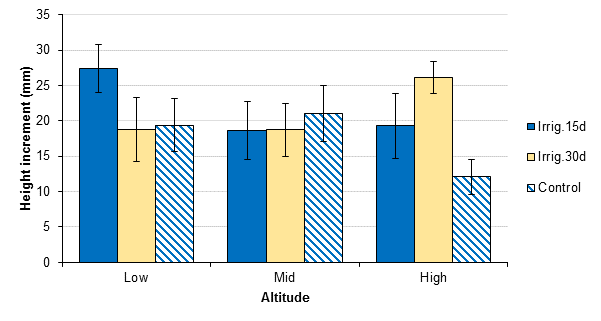 35
30
25
20
15
10
5
0
Height increment (mm)
Low Mid High
Altitude
Irrig.15d
Irrig.30d
Control